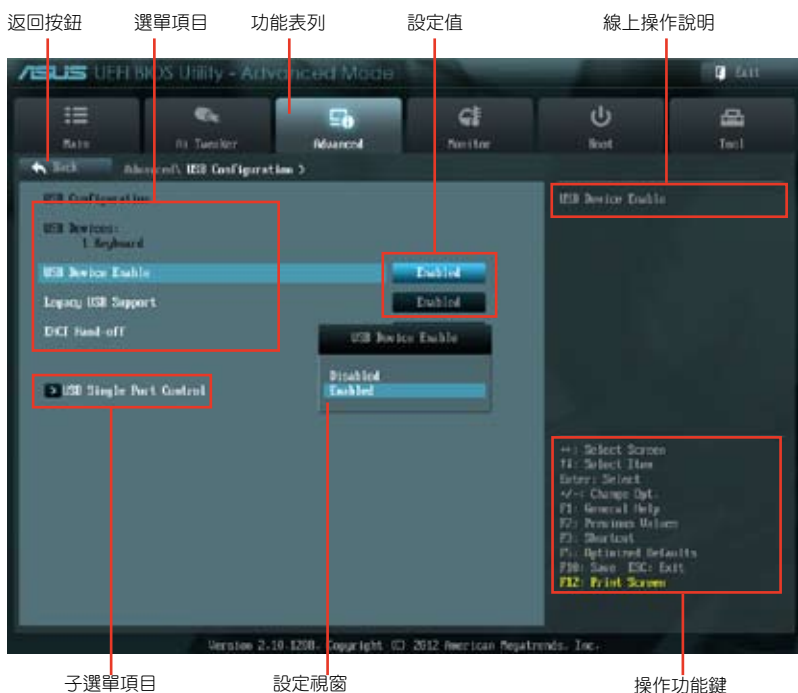 返回按鈕 選單項目 功能表列 設定值 線上操作說明
ASUS UEFI BIOS Utility - Advanced Mode Exit
Main Ai Tweaker Advanced Monitor Boot Tool
Back Advanced\ USB Configuration >
USB Configuration
USB Device Enable
USB Devices:
1 Keyboard
USB Device Enable Enabled
Legacy USB Support Enabled
EHCI Hand-off
USB Device Enable
Disabled
Enabled
USB Single Port Control
↔: Select Screen
↑↓: Select Item
Enter: Select
+/-: Change Opt.
F1: General Help
F2: Previous Values
F3: Shortcut
F5: Optimized Defaults
F10: Save ESC: Exit
F12: Print Screen
Version 2.10.1208. Copyright (C) 2012 American Megatrends, Inc.
子選單項目 設定視窗 操作功能鍵